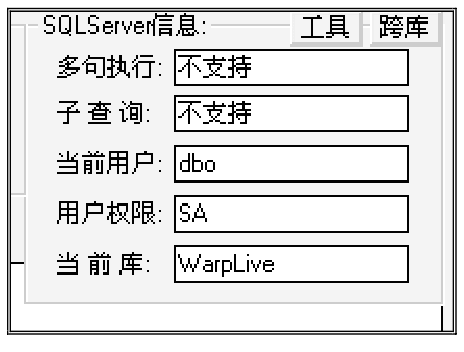 SQLServer信息: 工具 跨库
多句执行: 不支持
子 查 询: 不支持
当前用户: dbo
用户权限: SA
当 前 库: WarpLive